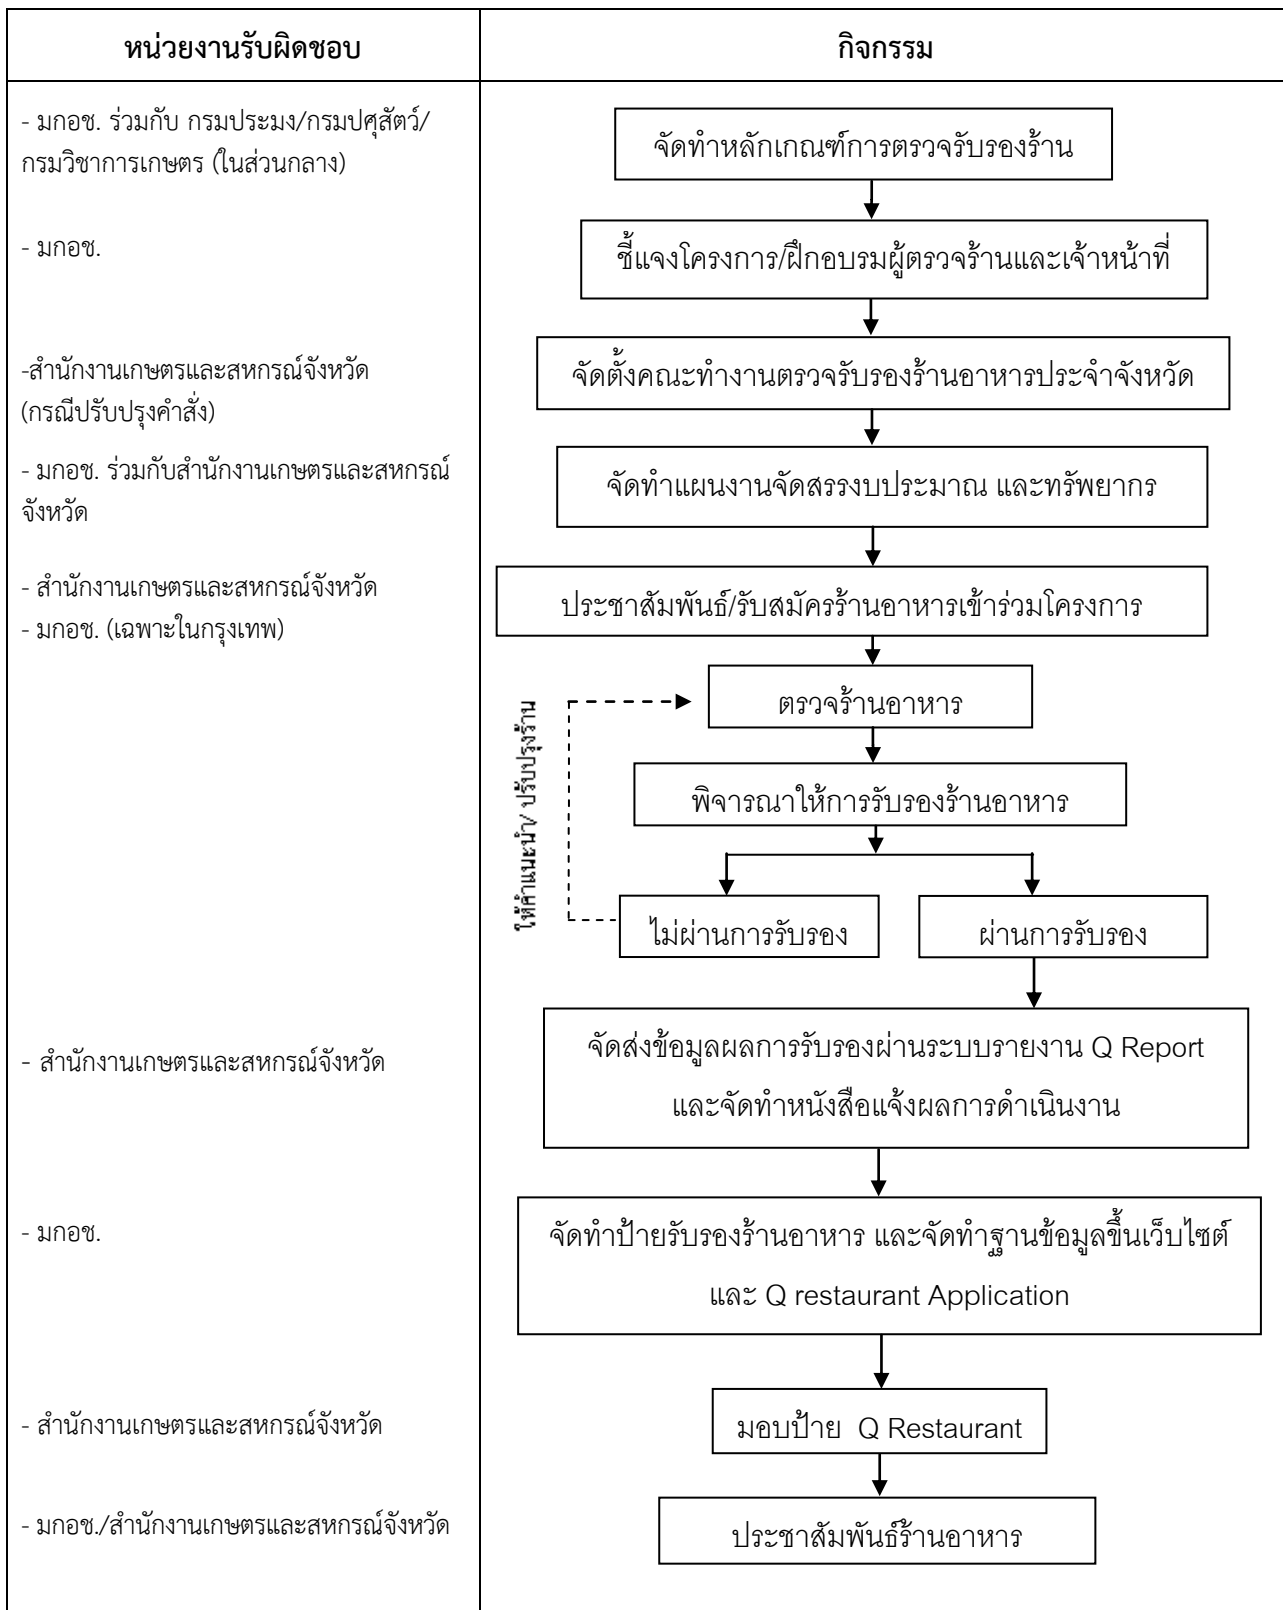 หน่วยงานรับผิดชอบ
กิจกรรม
- มกอช. ร่วมกับ กรมประมง/กรมปศุสัตว์/
กรมวิชาการเกษตร (ในส่วนกลาง)
จัดทำหลักเกณฑ์การตรวจรับรองร้าน
- มกอช.
ชี้แจงโครงการ/ฝึกอบรมผู้ตรวจร้านและเจ้าหน้าที่
-สำนักงานเกษตรและสหกรณ์จังหวัด
(กรณีปรับปรุงคำสั่ง)
จัดตั้งคณะทำงานตรวจรับรองร้านอาหารประจำจังหวัด
- มกอช. ร่วมกับสำนักงานเกษตรและสหกรณ์
จังหวัด
จัดทำแผนงานจัดสรรงบประมาณ และทรัพยากร
- สำนักงานเกษตรและสหกรณ์จังหวัด
- มกอช. (เฉพาะในกรุงเทพ)
ประชาสัมพันธ์/รับสมัครร้านอาหารเข้าร่วมโครงการ
ตรวจร้านอาหาร
ให้คำแนะนำ/ ปรับปรุงร้าน
พิจารณาให้การรับรองร้านอาหาร
ไม่ผ่านการรับรอง
ผ่านการรับรอง
- สำนักงานเกษตรและสหกรณ์จังหวัด
จัดส่งข้อมูลผลการรับรองผ่านระบบรายงาน Q Report
และจัดทำหนังสือแจ้งผลการดำเนินงาน
- มกอช.
จัดทำป้ายรับรองร้านอาหาร และจัดทำฐานข้อมูลขึ้นเว็บไซต์
และ Q restaurant Application
- สำนักงานเกษตรและสหกรณ์จังหวัด
มอบป้าย Q Restaurant
- มกอช./สำนักงานเกษตรและสหกรณ์จังหวัด
ประชาสัมพันธ์ร้านอาหาร